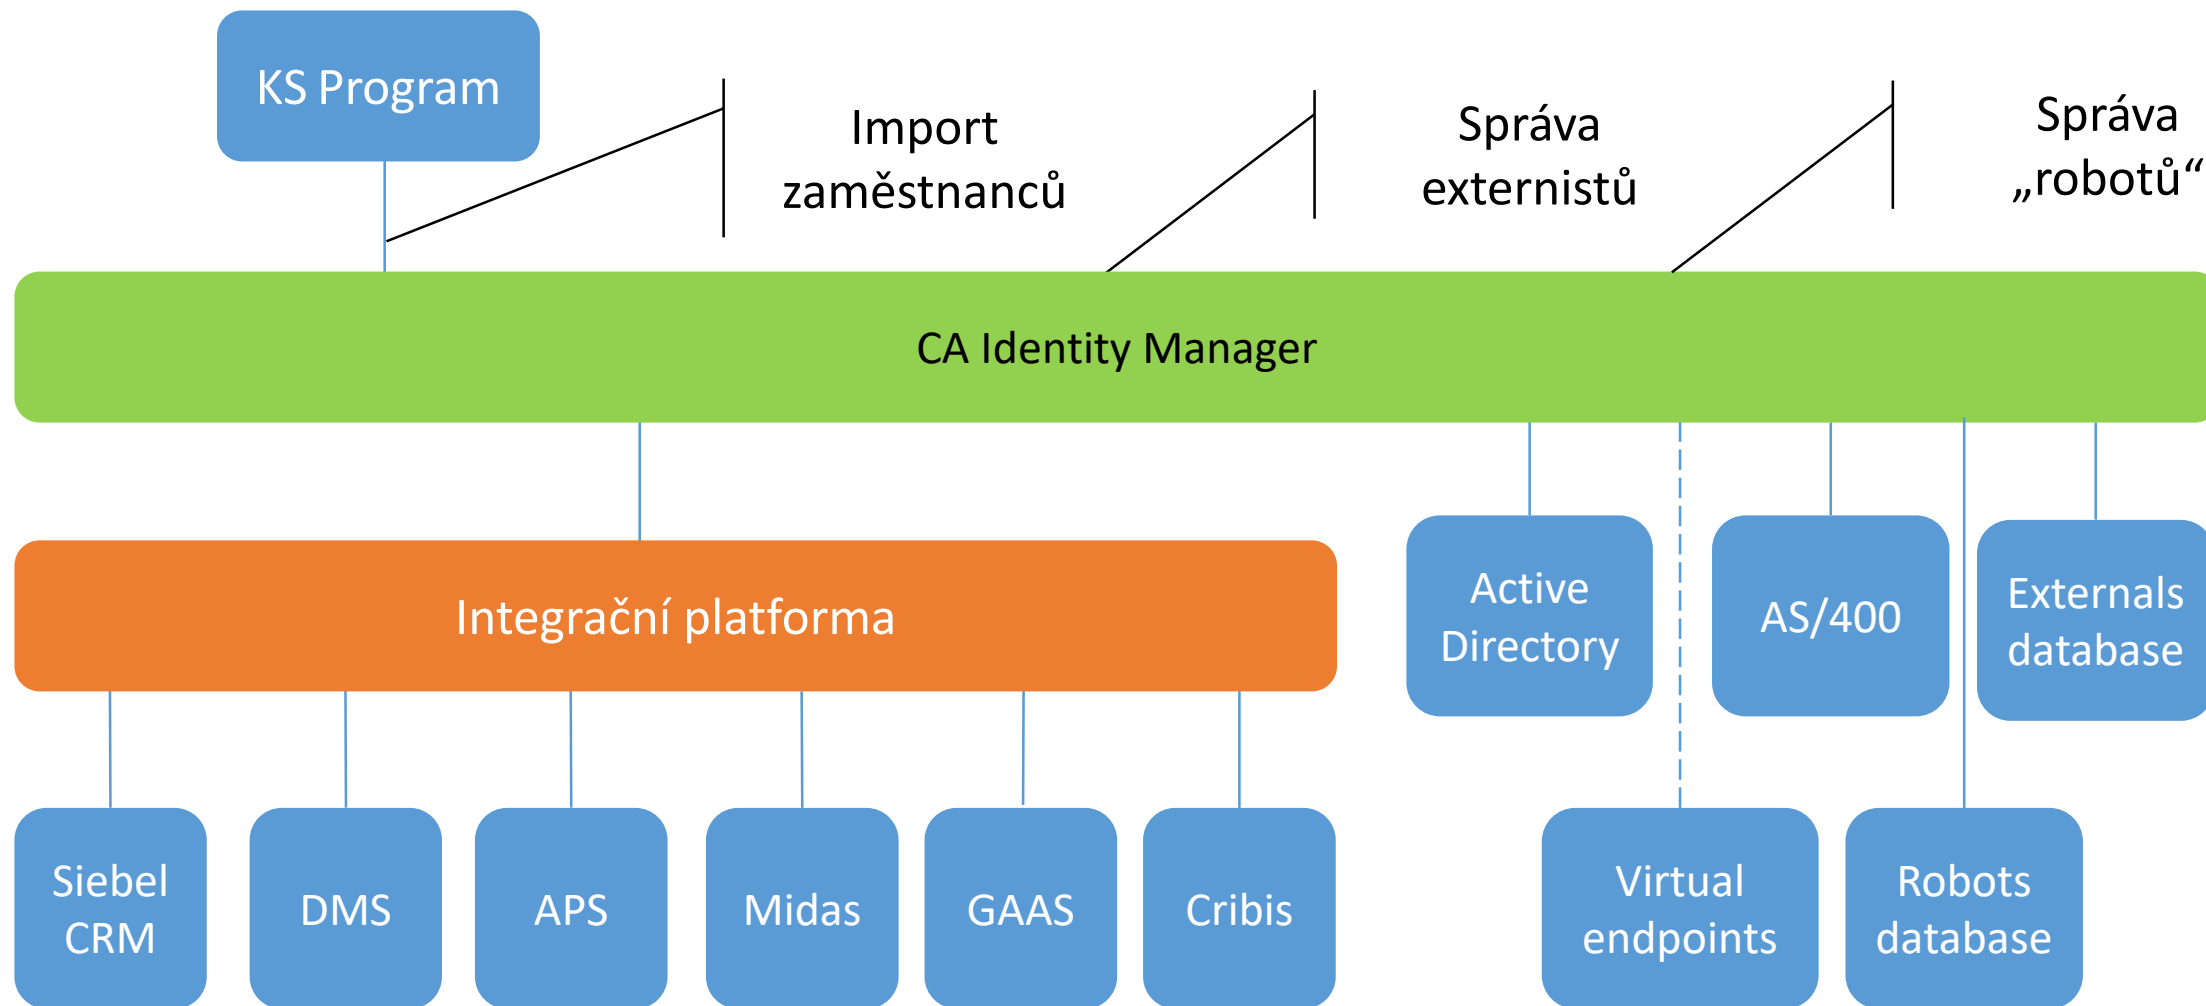 KS Program
Import
zaměstnanců
Správa
externistů
Správa
„robotů“
CA Identity Manager
Integrační platforma
Active
Directory
AS/400
Externals
database
Siebel
CRM
DMS
APS
Midas
GAAS
Cribis
Virtual
endpoints
Robots
database